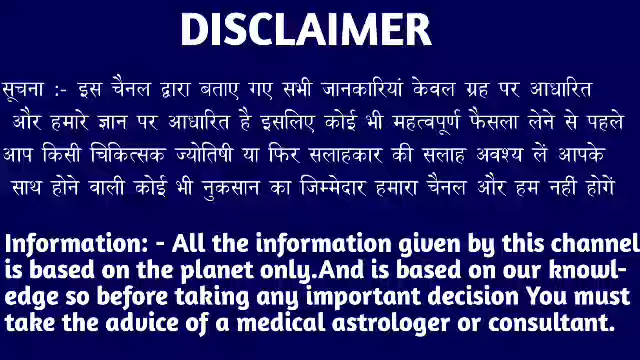 DISCLAIMER
सूचना :- इस चैनल द्वारा बताए गए सभी जानकारियां केवल ग्रह पर आधारित
और हमारे ज्ञान पर आधारित है इसलिए कोई भी महत्वपूर्ण फैसला लेने से पहले
आप किसी चिकित्सक ज्योतिषी या फिर सलाहकार की सलाह अवश्य लें आपके
साथ होने वाली कोई भी नुकसान का जिम्मेदार हमारा चैनल और हम नहीं होगें
Information: - All the information given by this channel
is based on the planet only.And is based on our knowl-
edge so before taking any important decision You must
take the advice of a medical astrologer or consultant.